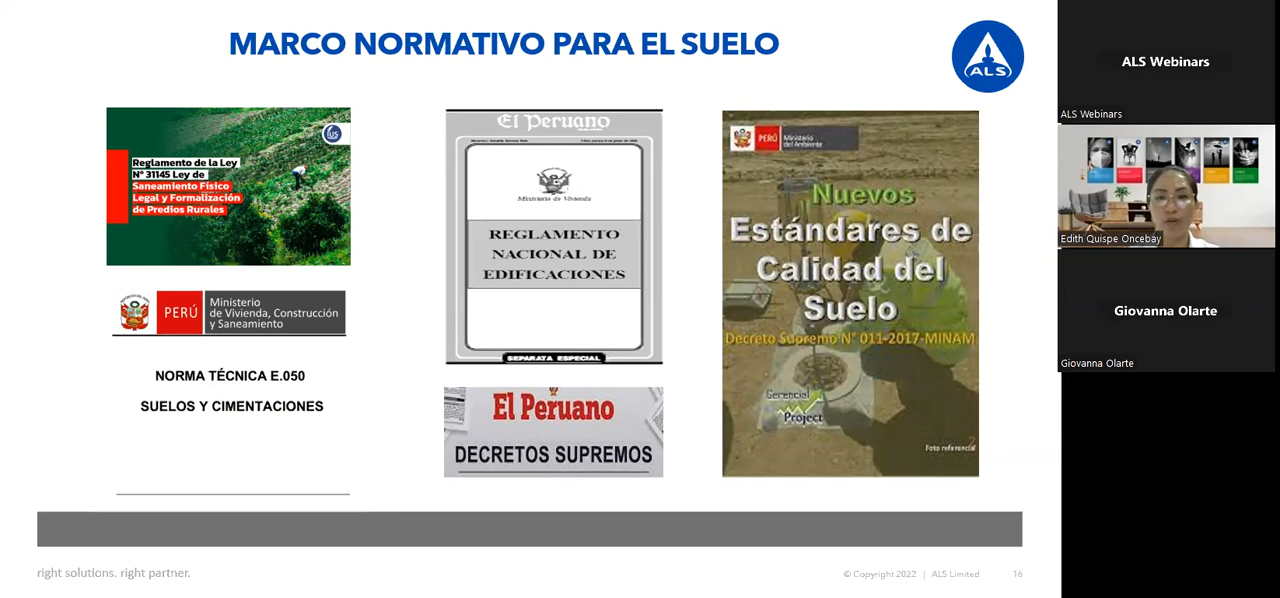 MARCO NORMATIVO PARA EL SUELO
ALS
Reglamento de la Ley
N° 31145 Ley de
Saneamiento Físico
Legal y Formalización
de Predios Rurales
PERÚ
Ministerio
de Vivienda, Construcción
y Saneamiento
NORMA TÉCNICA E.050
SUELOS Y CIMENTACIONES
El Peruano
Ministerio de Vivienda
REGLAMENTO
NACIONAL DE
EDIFICACIONES
SEPARATA ESPECIAL
El Peruano
DECRETOS SUPREMOS
PERÚ
Ministerio
del Ambiente
Nuevos
Estándares de
Calidad del
Suelo
Decreto Supremo N° 011-2017-MINAM
Gerencial
Project
Foto referencial
2
right solutions. right partner.
© Copyright 2022 | ALS Limited
16
ALS Webinars
ALS Webinars
Edith Quispe Oncebay
Giovanna Olarte
Giovanna Olarte